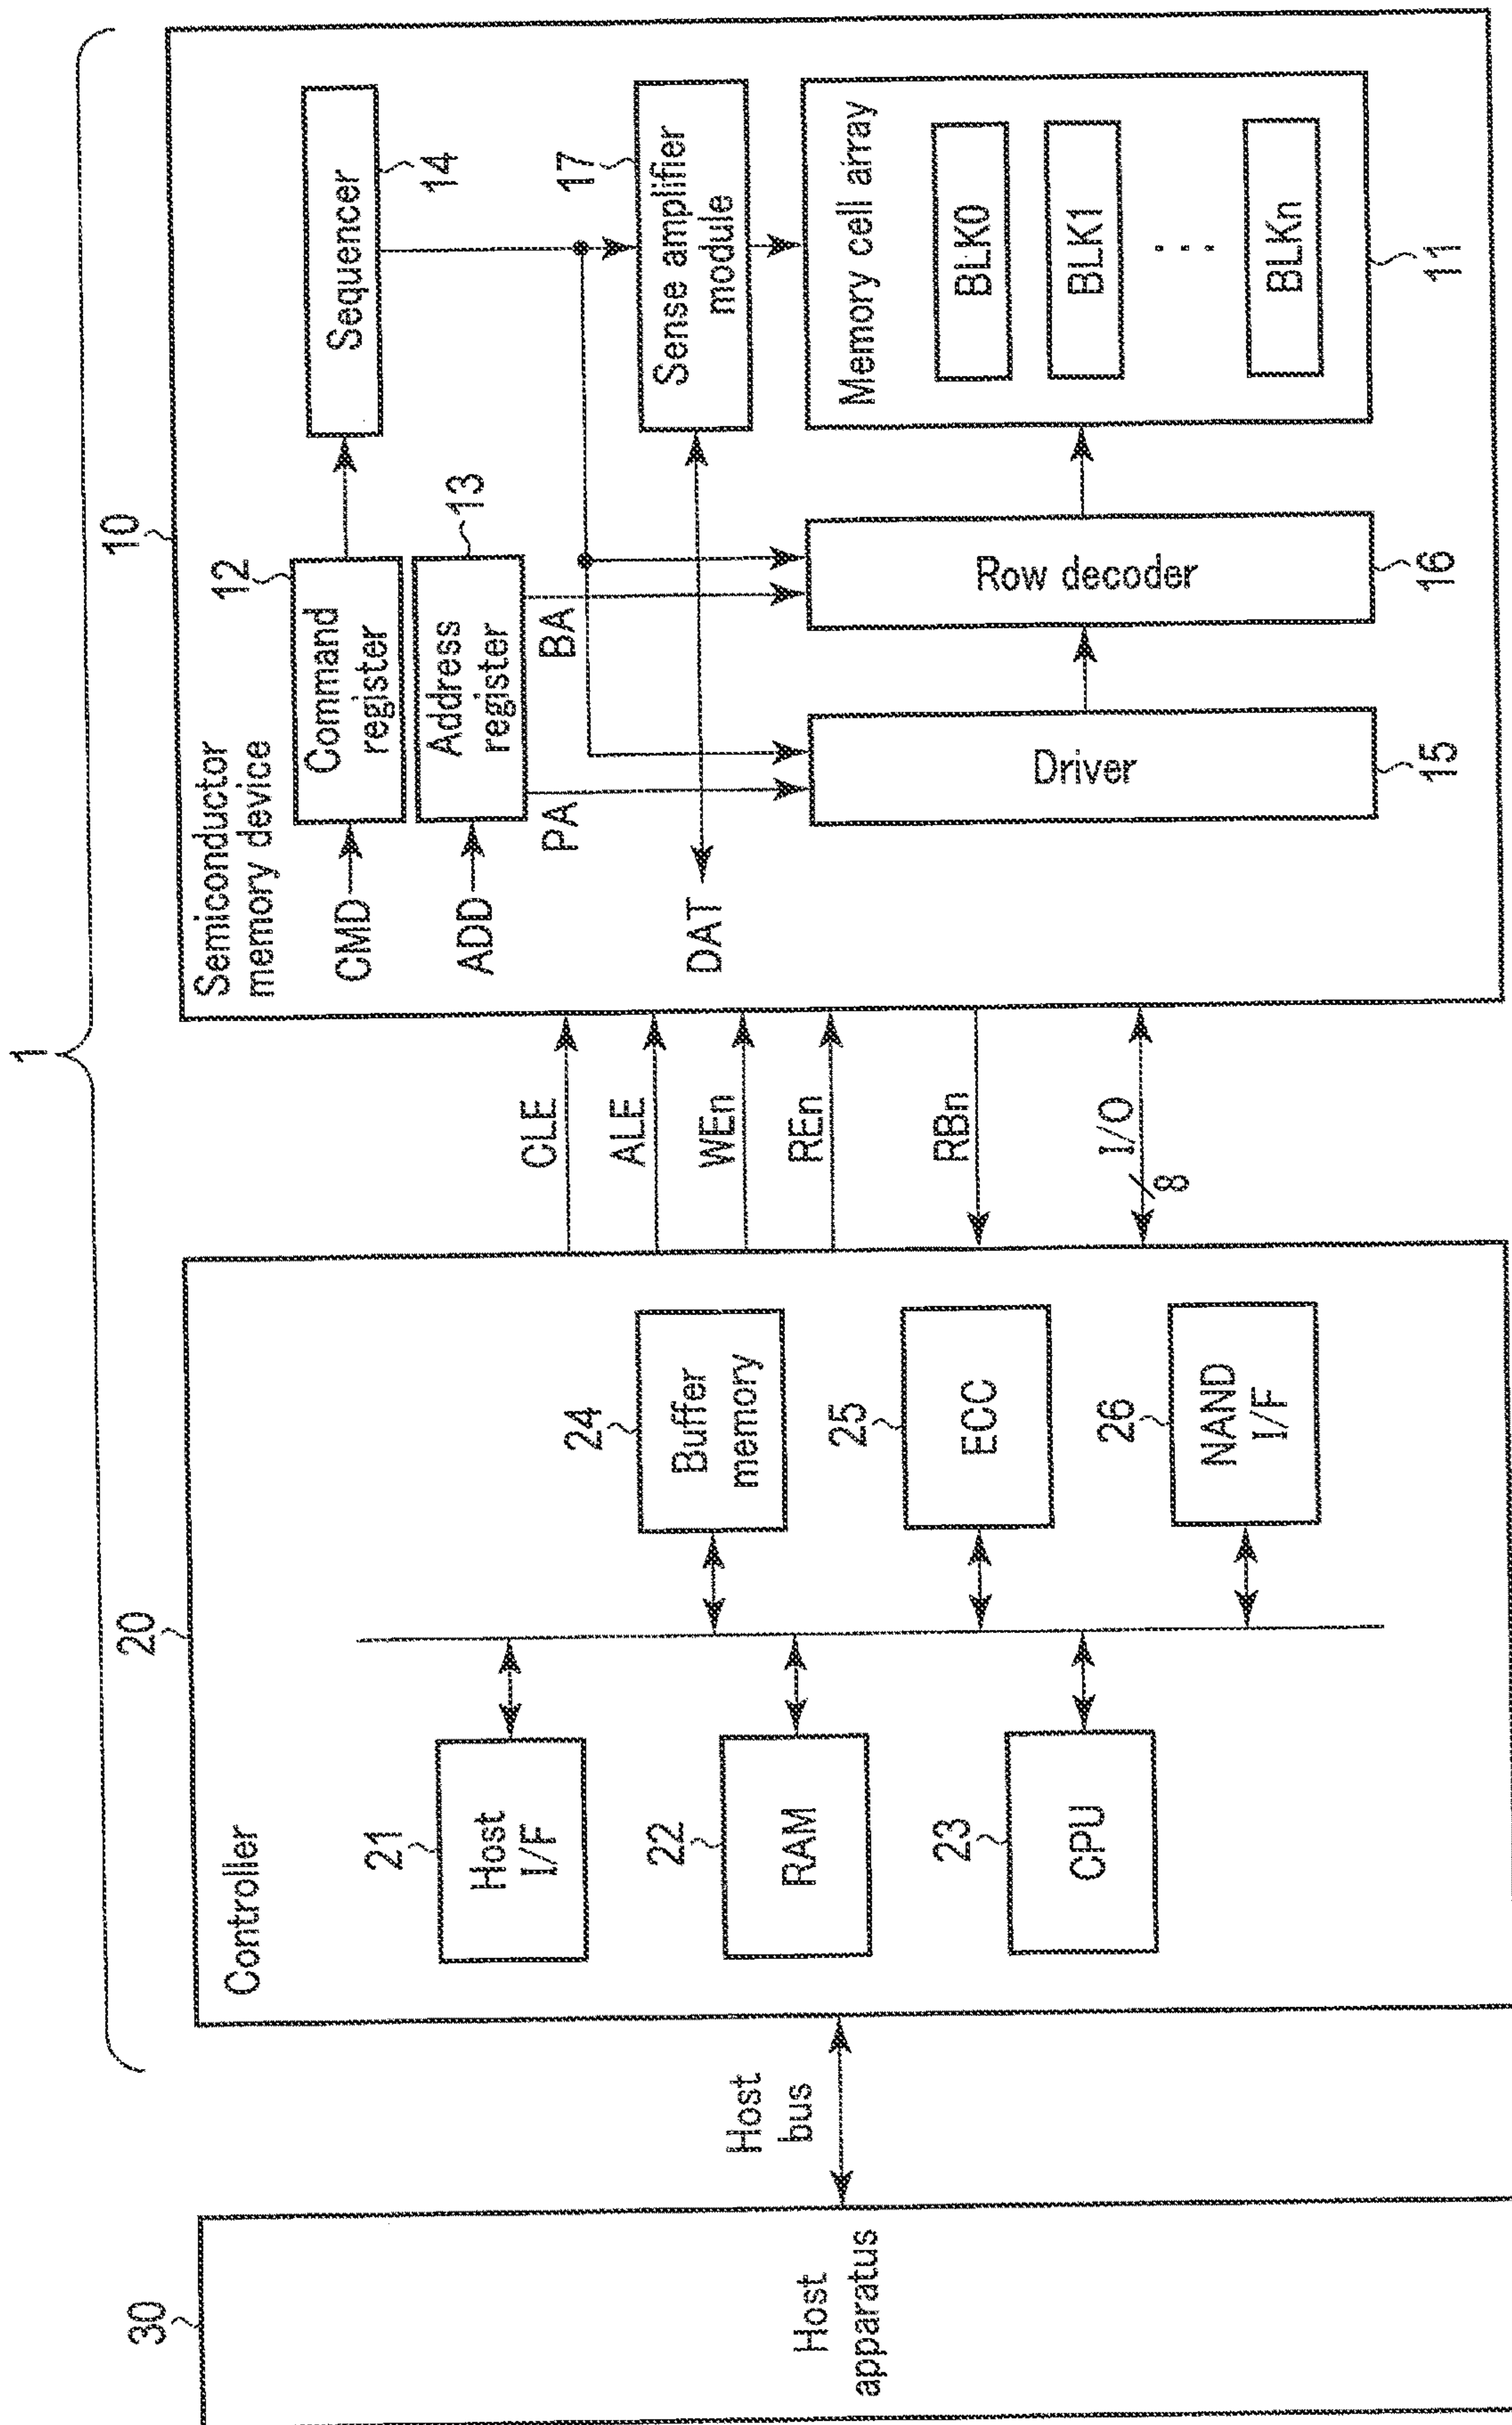 1
30
Host
apparatus
Host
bus
20
Controller
21
Host
I/F
22
RAM
23
CPU
24
Buffer
memory
25
ECC
26
NAND
I/F
CLE
ALE
WEn
REn
RBn
I/O
8
10
Semiconductor
memory device
CMD
ADD
DAT
12
Command
register
13
Address
register
PA
BA
14
Sequencer
17
Sense amplifier
module
Driver
15
Row decoder
16
Memory cell array
BLK0
BLK1
BLKn
11